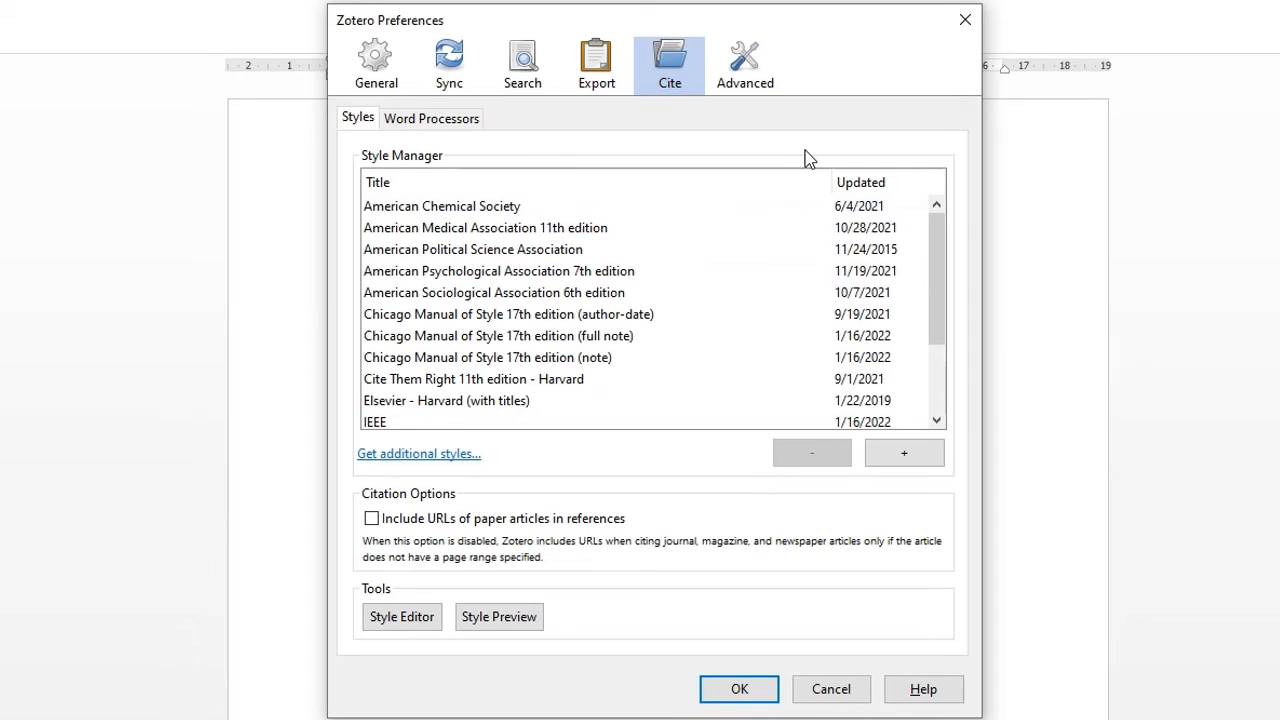 Zotero Preferences
General Sync Search Export Cite Advanced
2 1 6 17 18 19
Styles Word Processors
Style Manager
Title Updated
American Chemical Society 6/4/2021
American Medical Association 11th edition 10/28/2021
American Political Science Association 11/24/2015
American Psychological Association 7th edition 11/19/2021
American Sociological Association 6th edition 10/7/2021
Chicago Manual of Style 17th edition (author-date) 9/19/2021
Chicago Manual of Style 17th edition (full note) 1/16/2022
Chicago Manual of Style 17th edition (note) 1/16/2022
Cite Them Right 11th edition - Harvard 9/1/2021
Elsevier - Harvard (with titles) 1/22/2019
IEEE 1/16/2022
Get additional styles... - +
Citation Options
Include URLs of paper articles in references
When this option is disabled, Zotero includes URLs when citing journal, magazine, and newspaper articles only if the article
does not have a page range specified.
Tools
Style Editor Style Preview
OK Cancel Help